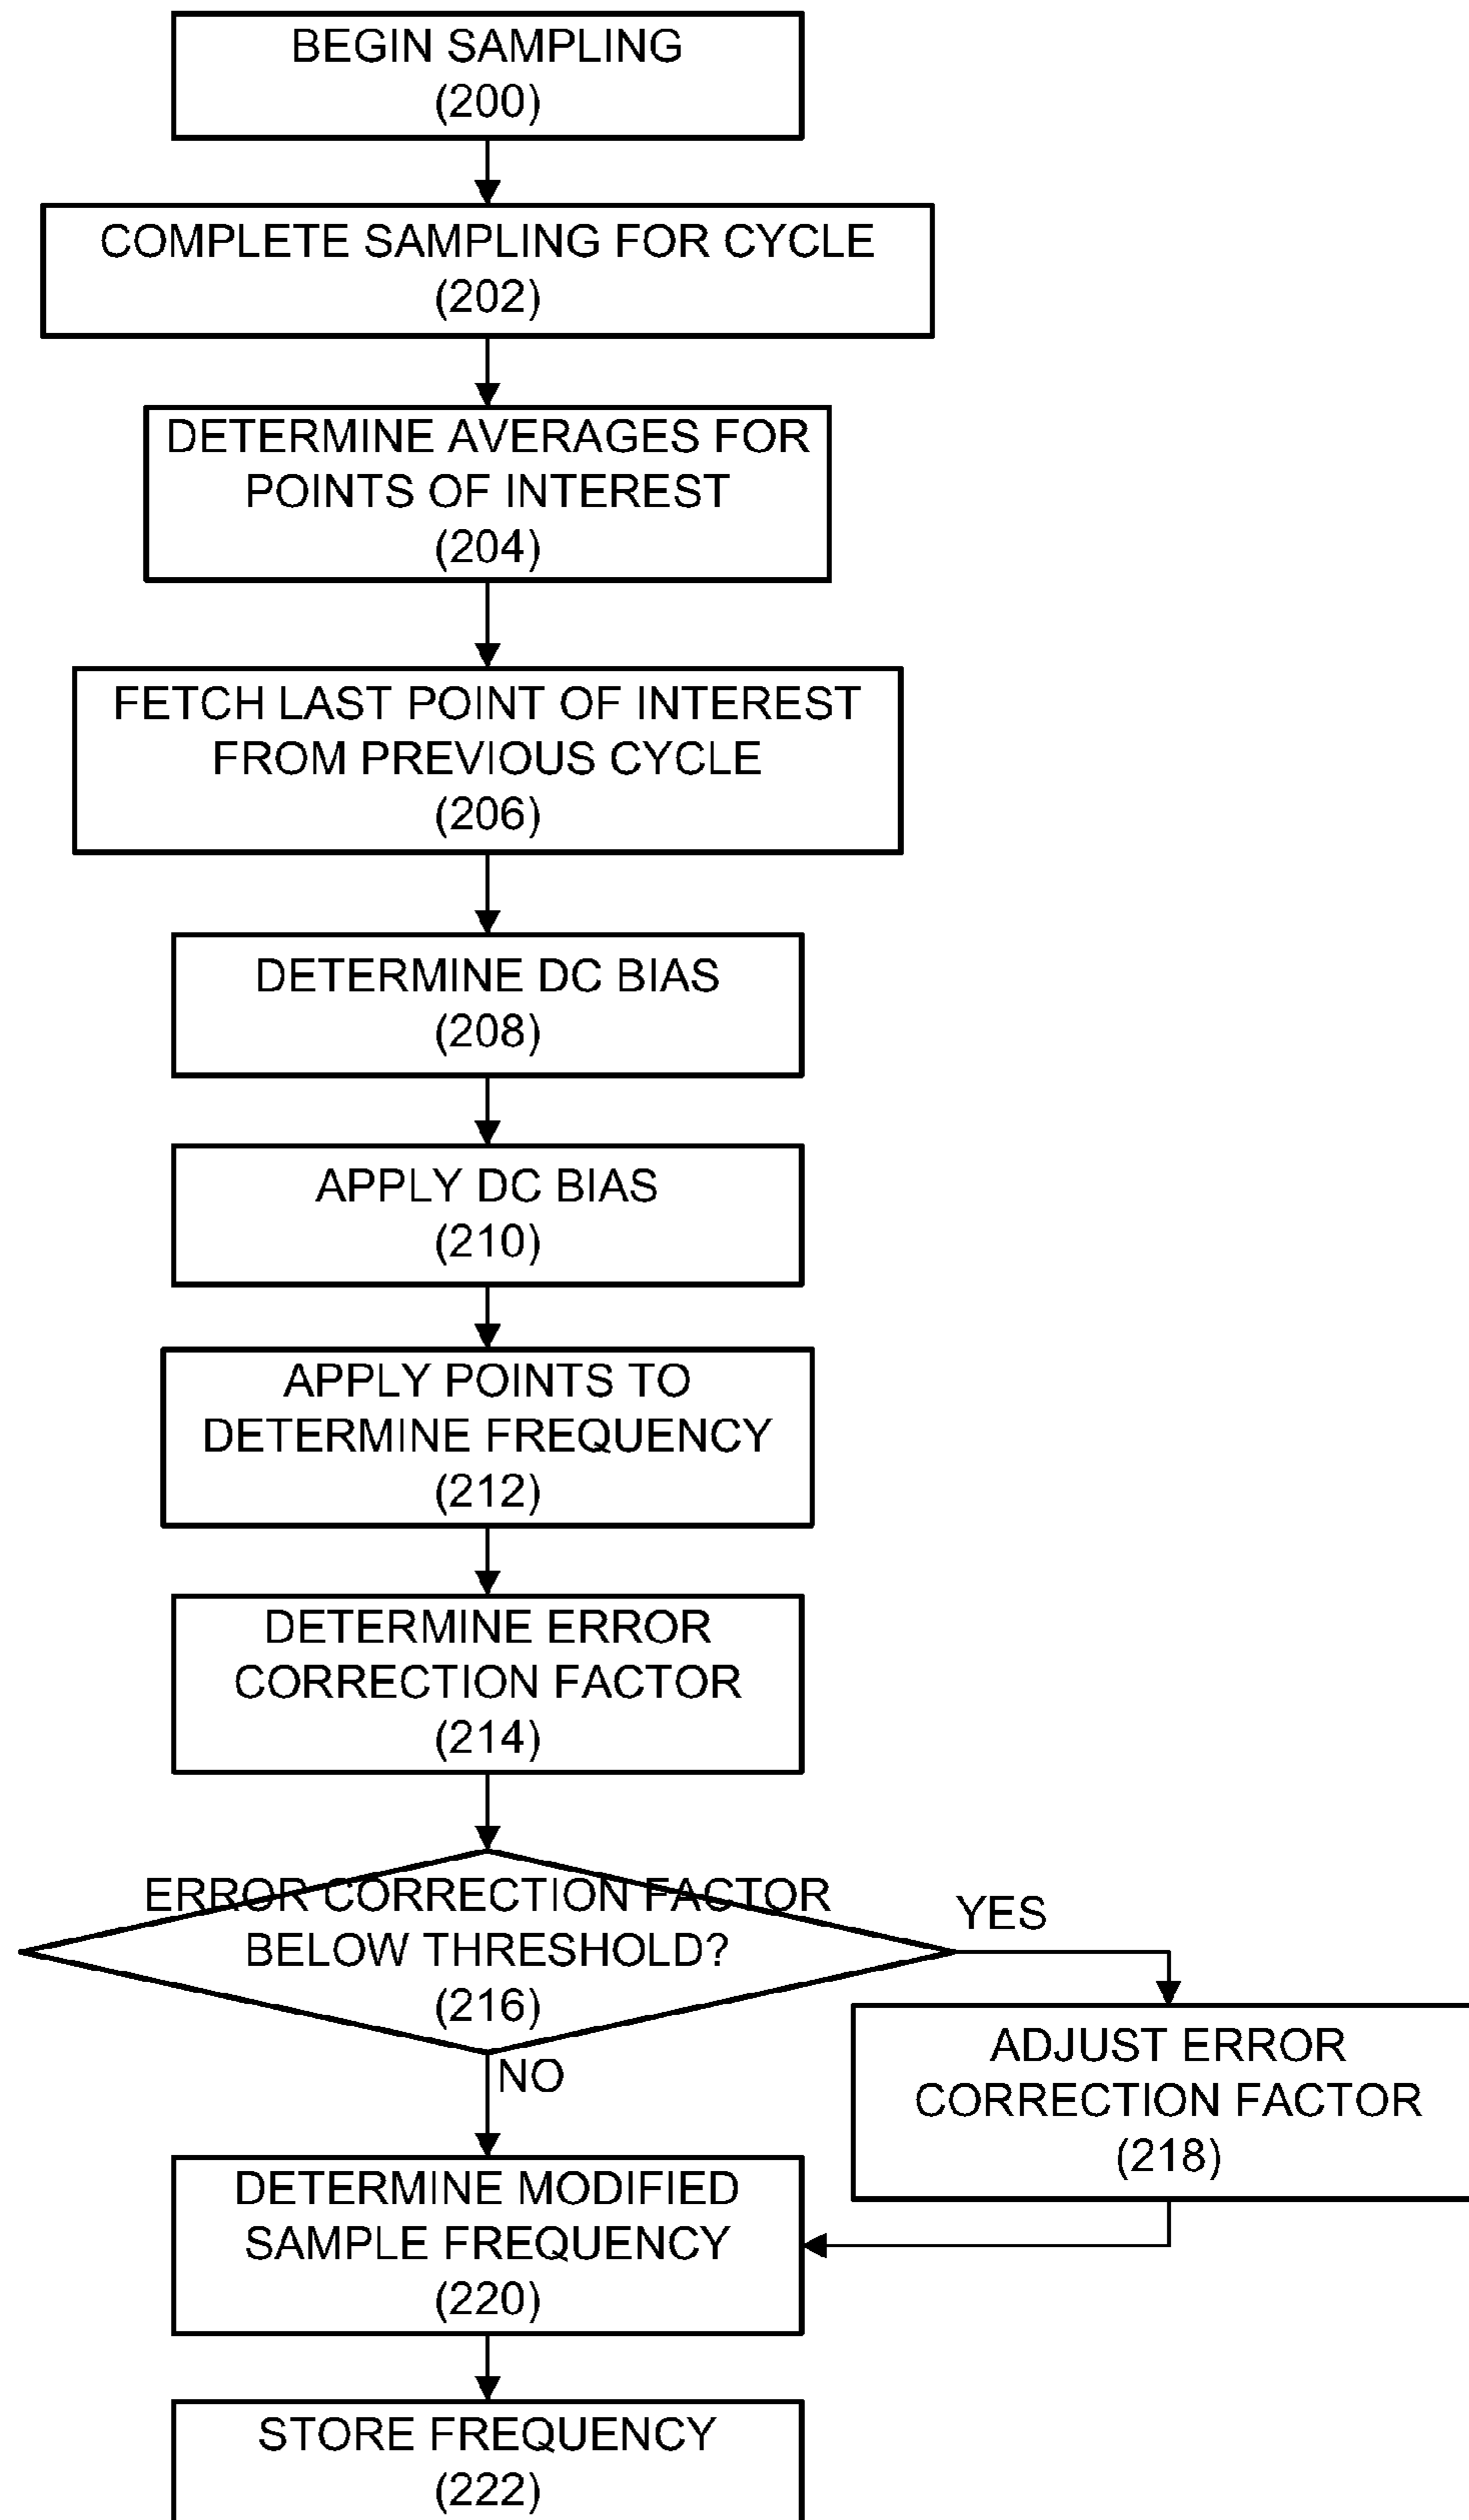 BEGIN SAMPLING
(200)
COMPLETE SAMPLING FOR CYCLE
(202)
DETERMINE AVERAGES FOR
POINTS OF INTEREST
(204)
FETCH LAST POINT OF INTEREST
FROM PREVIOUS CYCLE
(206)
DETERMINE DC BIAS
(208)
APPLY DC BIAS
(210)
APPLY POINTS TO
DETERMINE FREQUENCY
(212)
DETERMINE ERROR
CORRECTION FACTOR
(214)
ERROR CORRECTION FACTOR
BELOW THRESHOLD?
(216)
YES
NO
ADJUST ERROR
CORRECTION FACTOR
(218)
DETERMINE MODIFIED
SAMPLE FREQUENCY
(220)
STORE FREQUENCY
(222)